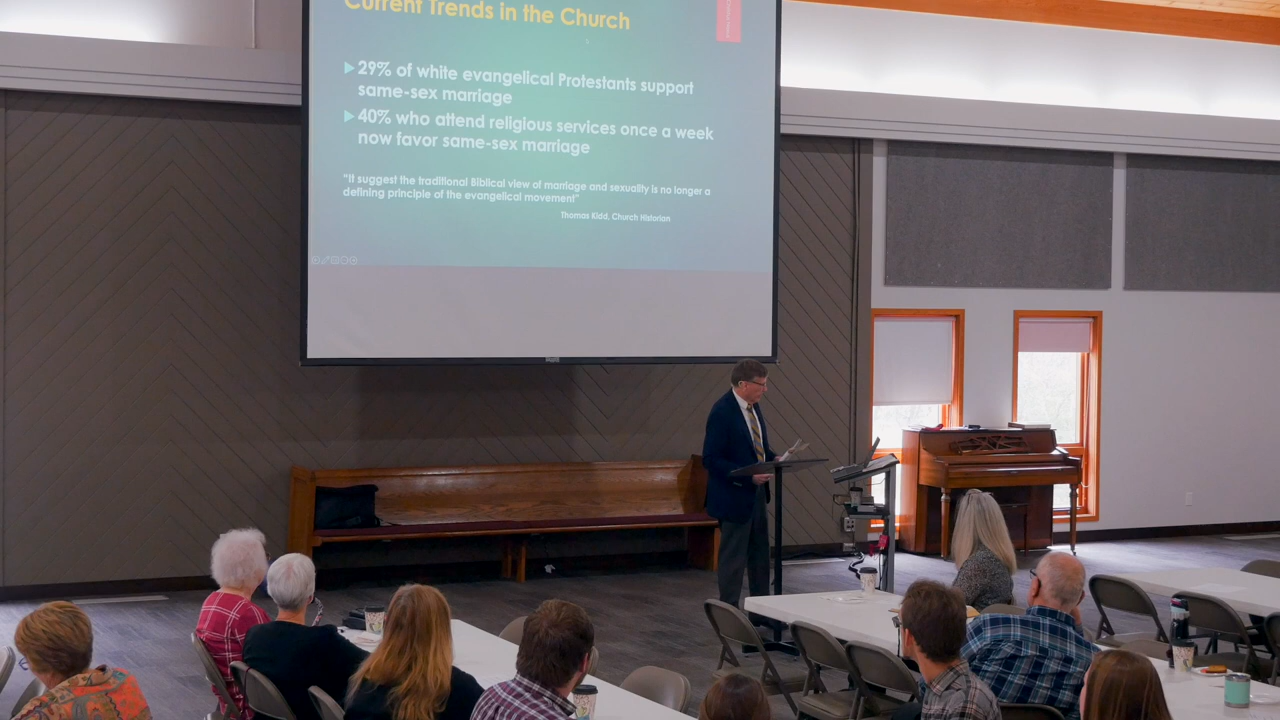 Current Trends in the Church
29% of white evangelical Protestants support
same-sex marriage
40% who attend religious services once a week
now favor same-sex marriage
"It suggest the traditional Biblical view of marriage and sexuality is no longer a
defining principle of the evangelical movement"
Thomas Kidd, Church Historian